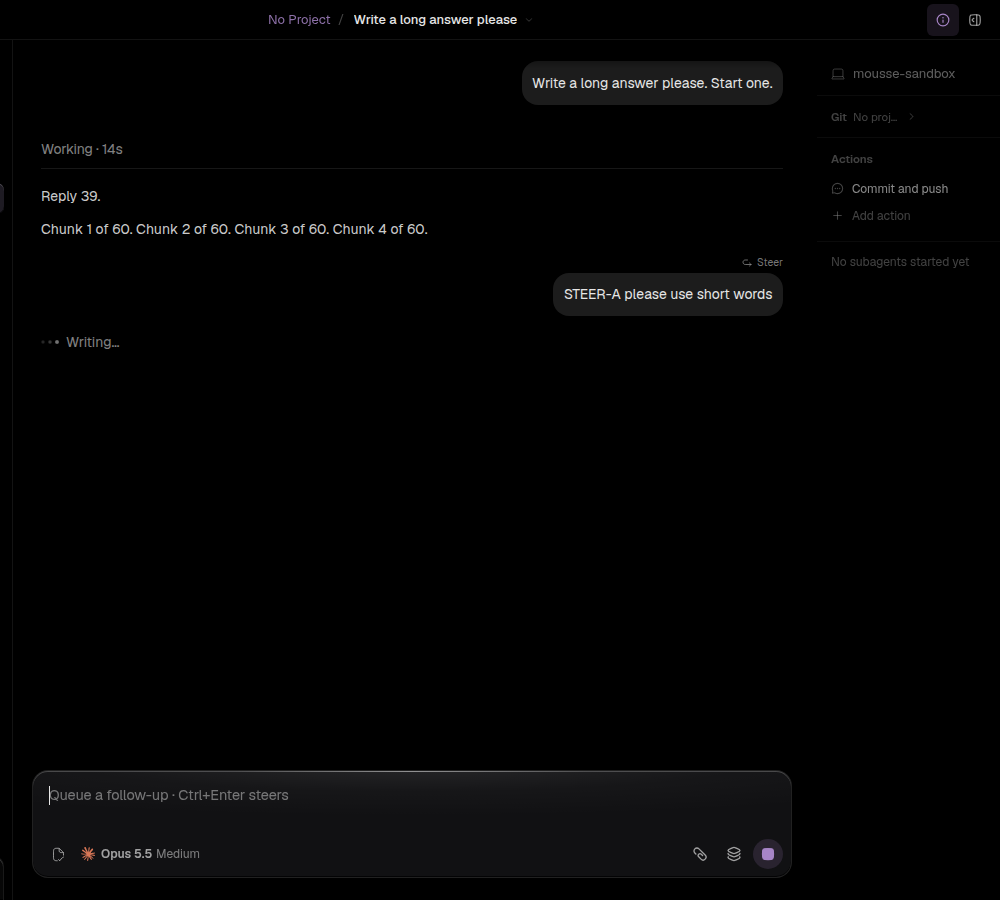 No Project / Write a long answer please
mousse-sandbox
Write a long answer please. Start one.
Git No proj...
Working · 14s
Actions
Commit and push
Reply 39.
Add action
Chunk 1 of 60. Chunk 2 of 60. Chunk 3 of 60. Chunk 4 of 60.
Steer
No subagents started yet
STEER-A please use short words
Writing...
Queue a follow-up · Ctrl+Enter steers
Opus 5.5 Medium